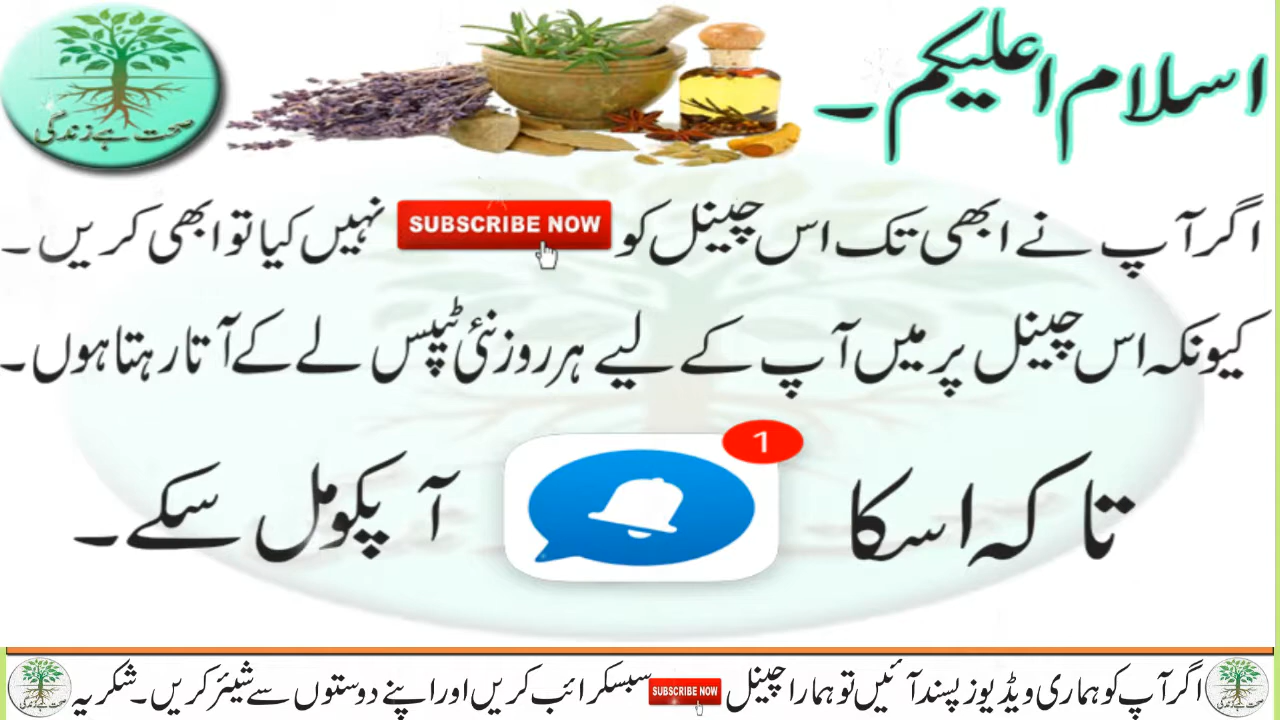 اسلام اعلیکم ۔
صحت ہے زندگی
اگر آپ نے ابھی تک اس چینل کو SUBSCRIBE NOW نہیں کیا تو ابھی کریں ۔
کیونکہ اس چینل پر میں آپ کے لیے ہر روز نئی ٹپس لے کے آتا رہتا ہوں ۔
تاکہ اسکا 1 آپکو مل سکے ۔
اگر آپ کو ہماری ویڈیوز پسند آئیں تو ہمارا چینل SUBSCRIBE NOW سبسکرائب کریں اور اپنے دوستوں سے شیئر کریں ۔ شکریہ